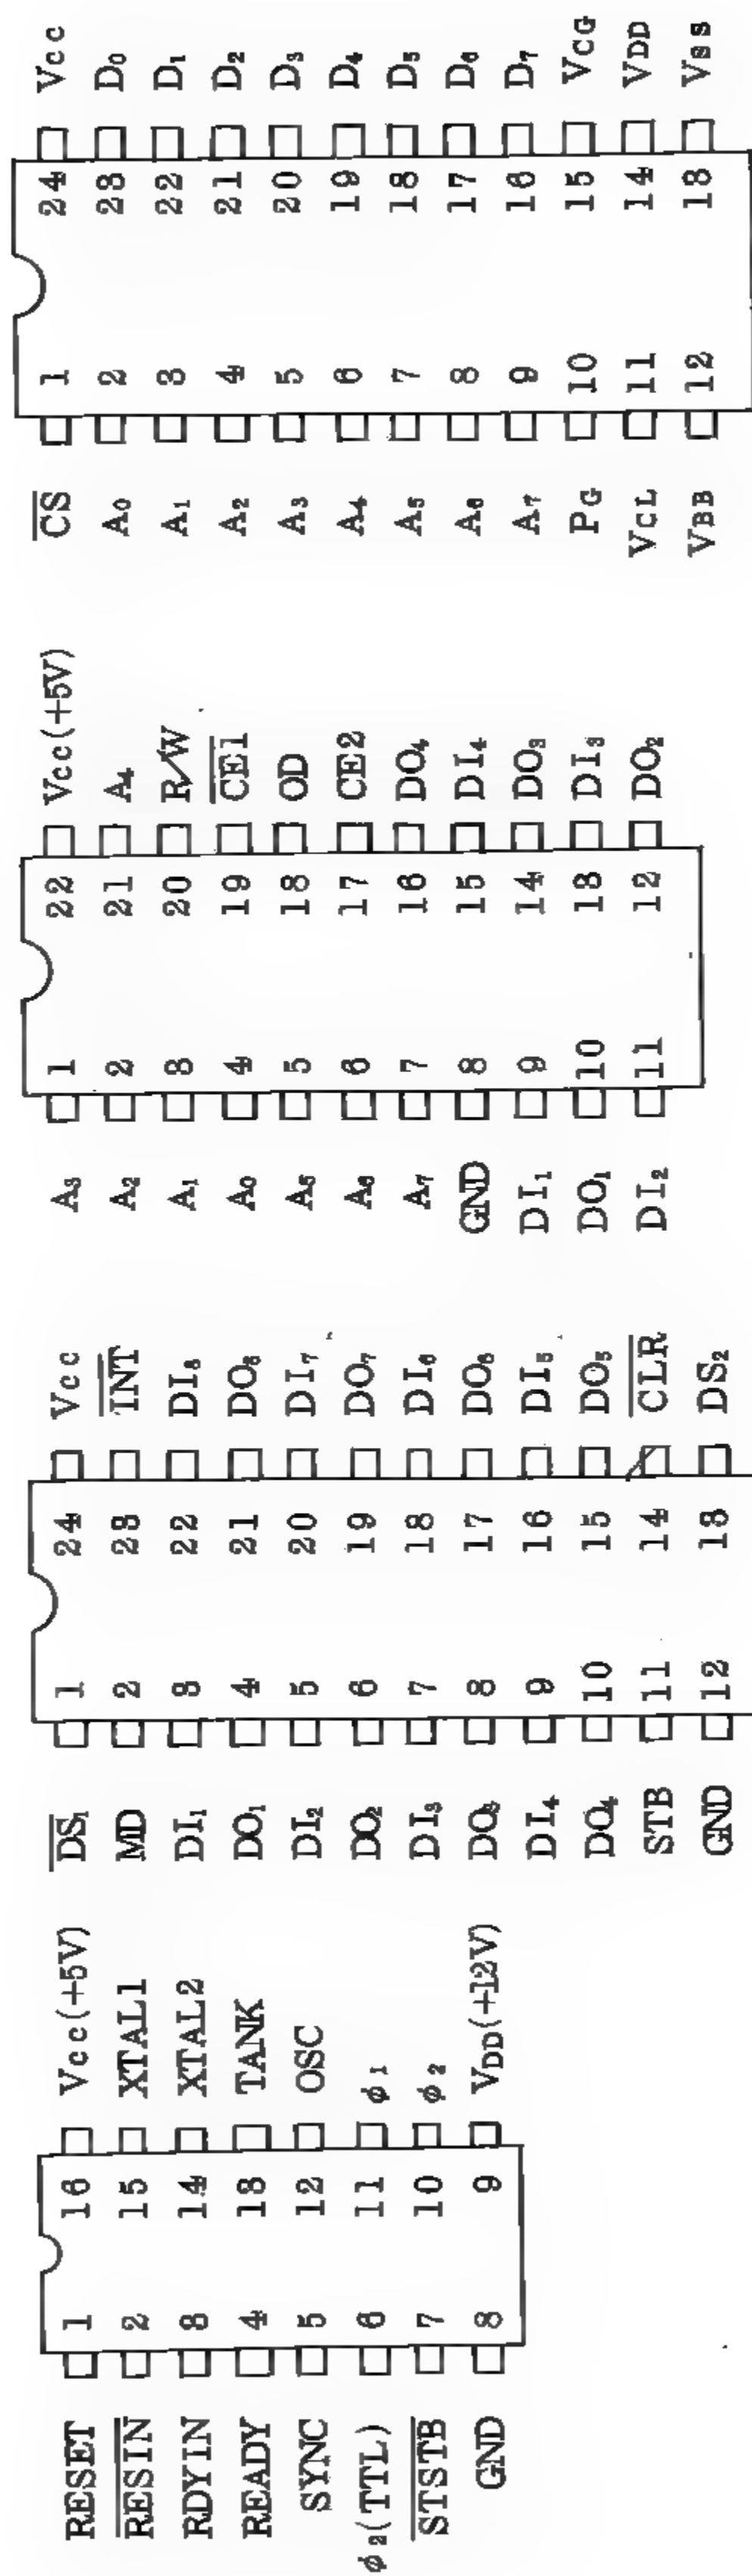 RESET 1 16 Vcc(+5V)
RESIN 2 15 XTAL1
RDYIN 3 14 XTAL2
READY 4 13 TANK
SYNC 5 12 OSC
φ₂(TTL) 6 11 φ₁
STSTB 7 10 φ₂
GND 8 9 VDD(+12V)
DS₁ 1 24 Vcc
MD 2 23 INT
DI₁ 3 22 DI₈
DO₁ 4 21 DO₈
DI₂ 5 20 DI₇
DO₂ 6 19 DO₇
DI₃ 7 18 DI₆
DO₃ 8 17 DO₆
DI₄ 9 16 DI₅
DO₄ 10 15 DO₅
STB 11 14 CLR
GND 12 13 DS₂
A₃ 1 22 Vcc(+5V)
A₂ 2 21 A₄
A₁ 3 20 R/W
A₀ 4 19 CE1
A₅ 5 18 OD
A₆ 6 17 CE2
A₇ 7 16 DO₄
GND 8 15 DI₄
DI₁ 9 14 DO₃
DO₁ 10 13 DI₃
DI₂ 11 12 DO₂
CS 1 24 Vcc
A₀ 2 23 D₀
A₁ 3 22 D₁
A₂ 4 21 D₂
A₃ 5 20 D₃
A₄ 6 19 D₄
A₅ 7 18 D₅
A₆ 8 17 D₆
A₇ 9 16 D₇
PG 10 15 VCG
VCL 11 14 VDD
VBB 12 13 VSS